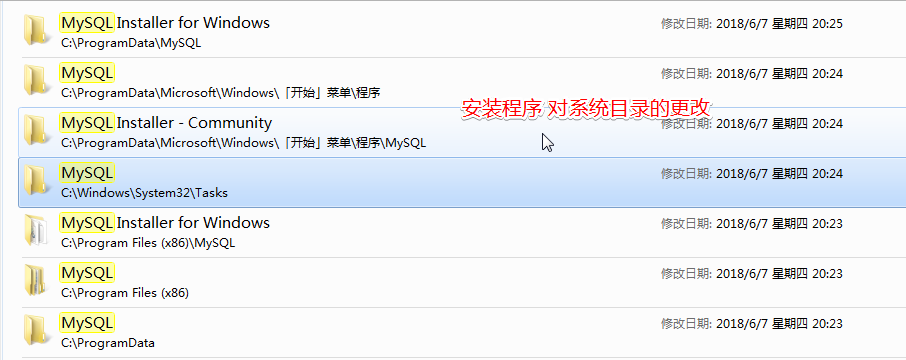 MySQL Installer for Windows 修改日期: 2018/6/7 星期四 20:25
C:\ProgramData\MySQL
MySQL 修改日期: 2018/6/7 星期四 20:24
C:\ProgramData\Microsoft\Windows\「开始」菜单\程序
安装程序 对系统目录的更改
MySQL Installer - Community 修改日期: 2018/6/7 星期四 20:24
C:\ProgramData\Microsoft\Windows\「开始」菜单\程序\MySQL
MySQL 修改日期: 2018/6/7 星期四 20:24
C:\Windows\System32\Tasks
MySQL Installer for Windows 修改日期: 2018/6/7 星期四 20:23
C:\Program Files (x86)\MySQL
MySQL 修改日期: 2018/6/7 星期四 20:23
C:\Program Files (x86)
MySQL 修改日期: 2018/6/7 星期四 20:23
C:\ProgramData